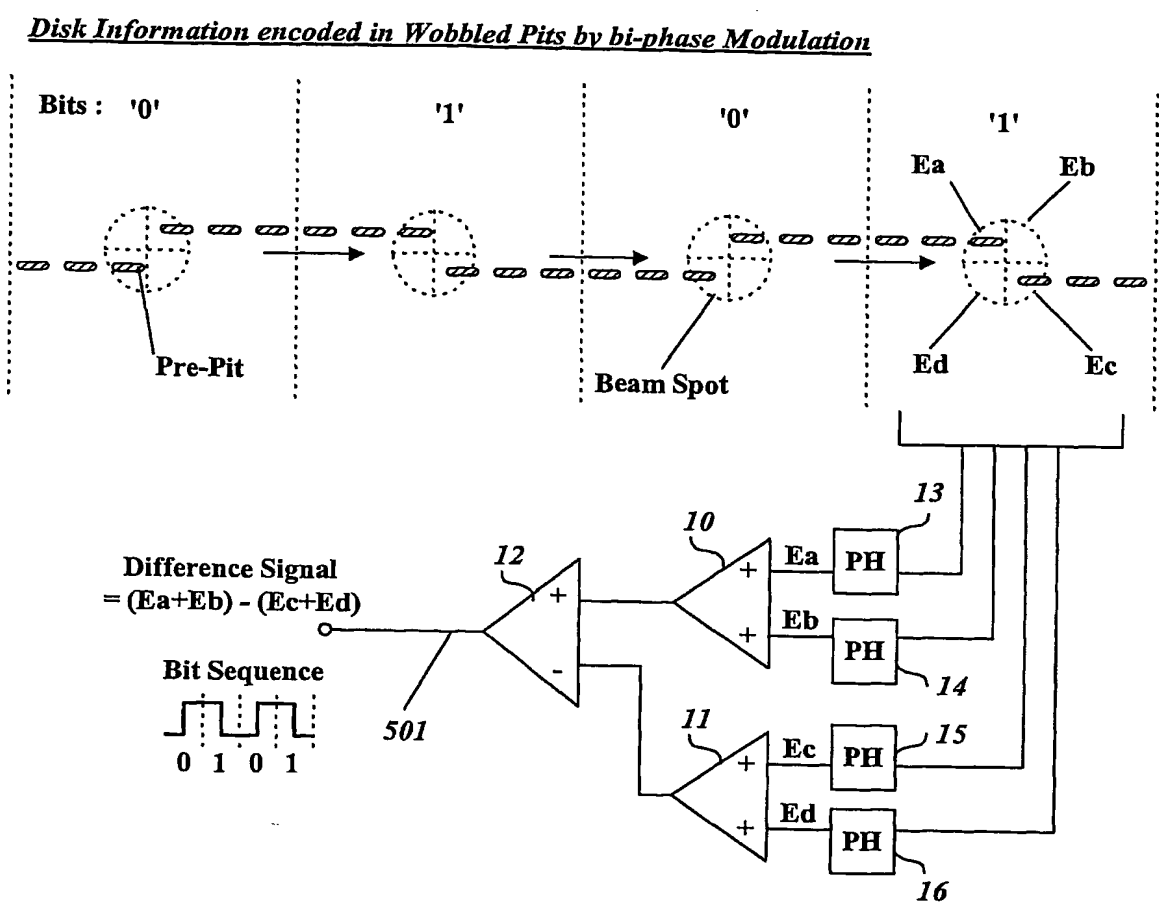 Disk Information encoded in Wobbled Pits by bi-phase Modulation
Bits : '0' '1' '0' '1'
Ea Eb
Pre-Pit
Beam Spot
Ed Ec
13
10
12
Ea PH
Difference Signal
= (Ea+Eb) - (Ec+Ed)
+ +
Eb PH
+
-
14
Bit Sequence
501
11
15
Ec PH
+
0 1 0 1
Ed PH
+
16